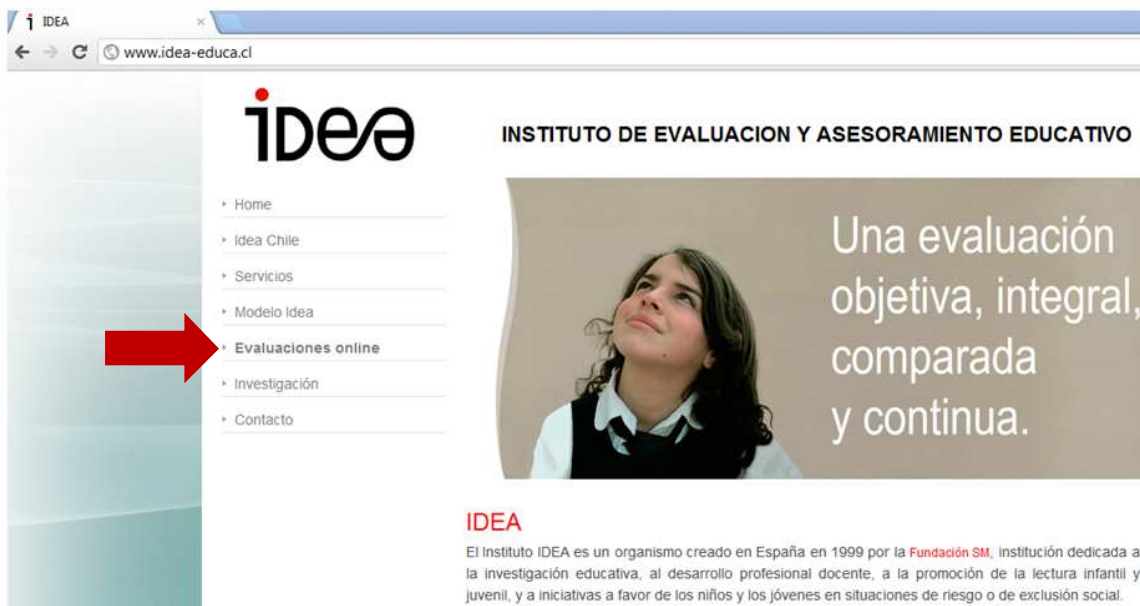 IDEA
www.idea-educa.cl
idea
INSTITUTO DE EVALUACION Y ASESORAMIENTO EDUCATIVO
Home
Idea Chile
Servicios
Modelo Idea
Evaluaciones online
Investigación
Contacto
Una evaluación
objetiva, integral,
comparada
y continua.
IDEA
El Instituto IDEA es un organismo creado en España en 1999 por la Fundación SM, institución dedicada a
la investigación educativa, al desarrollo profesional docente, a la promoción de la lectura infantil y
juvenil, y a iniciativas a favor de los niños y los jóvenes en situaciones de riesgo o de exclusión social.